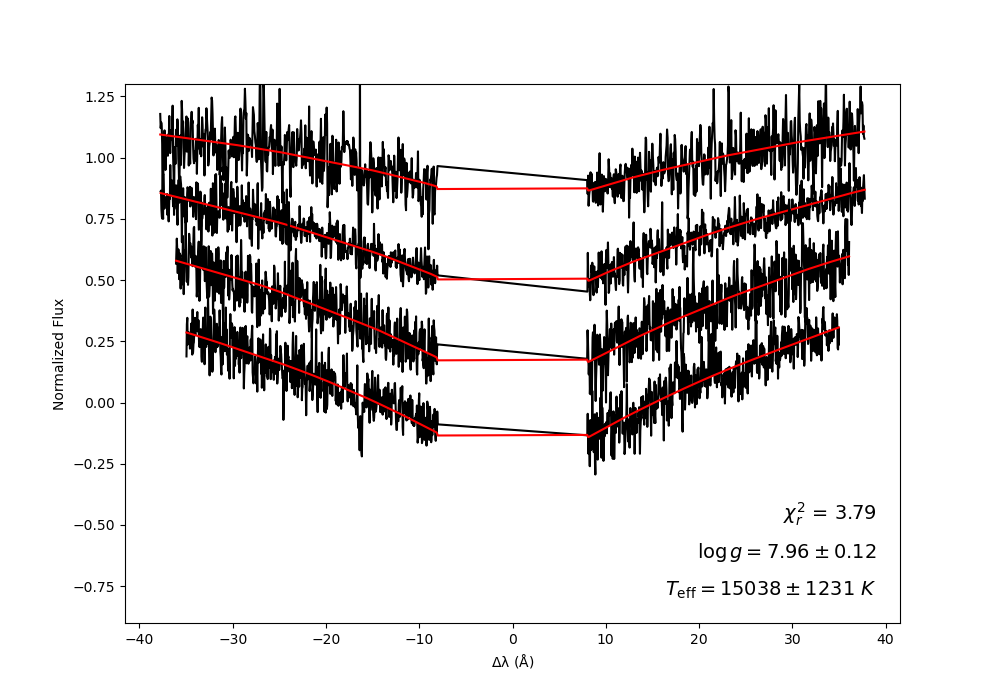 1.25
1.00
0.75
0.50
0.25
0.00
−0.25
−0.50
−0.75
Normalized Flux
χ²ᵣ = 3.79
log g = 7.96 ± 0.12
T_eff = 15038 ± 1231 K
−40 −30 −20 −10 0 10 20 30 40
Δλ (Å)